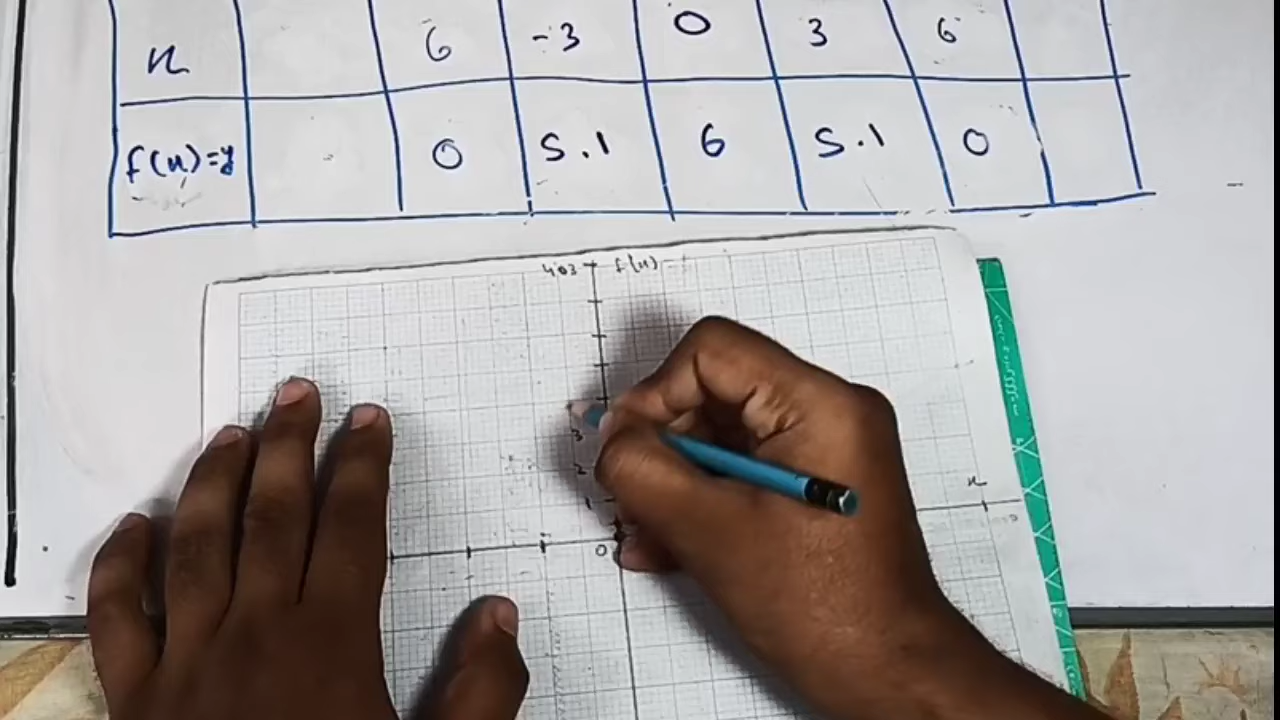 x 6 -3 0 3 6
f(x)=y 0 5.1 6 5.1 0
f(x)
3
2
x
1
0